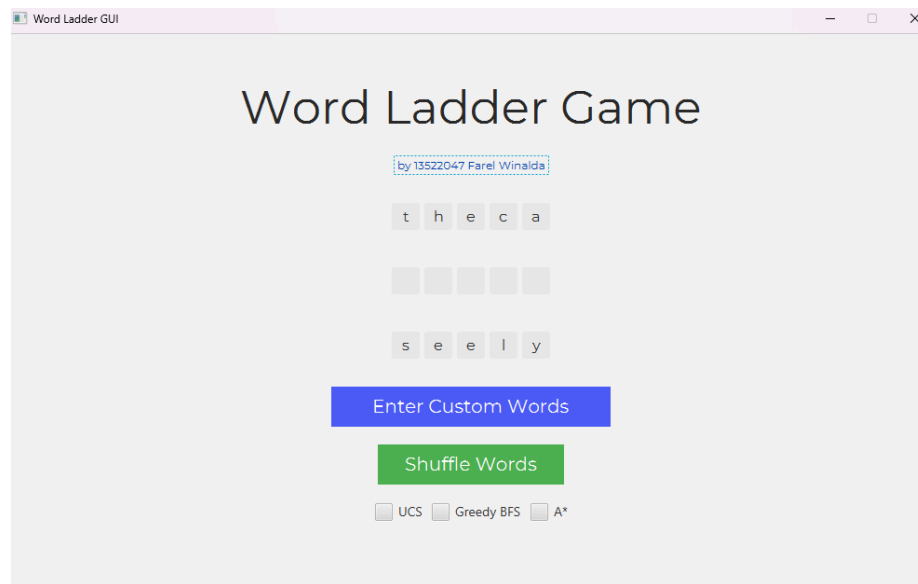 Word Ladder GUI
Word Ladder Game
by 13522047 Farel Winalda
t h e c a
s e e l y
Enter Custom Words
Shuffle Words
UCS Greedy BFS A*